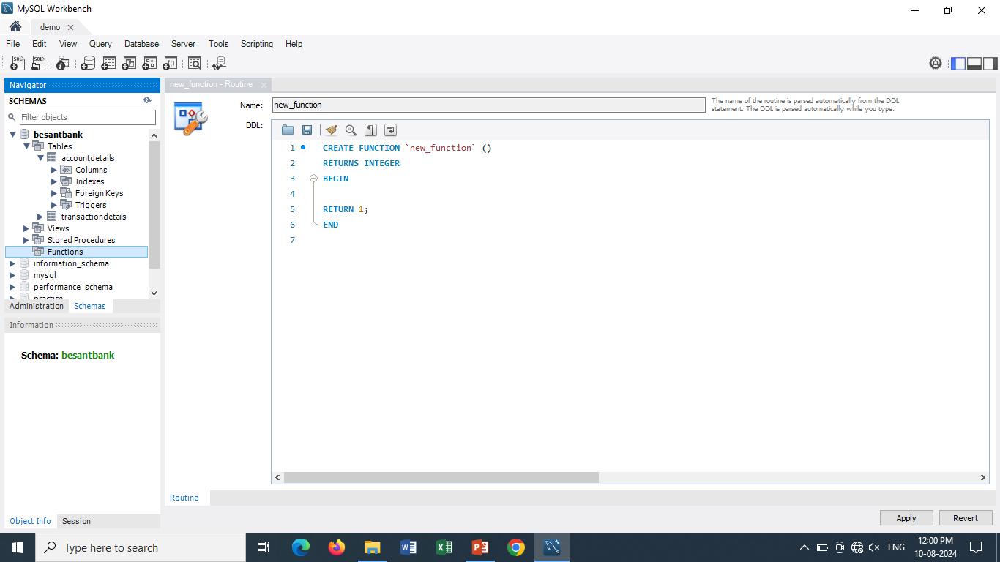 MySQL Workbench
demo
File Edit View Query Database Server Tools Scripting Help
Navigator
SCHEMAS
Filter objects
besantbank
Tables
accountdetails
Columns
Indexes
Foreign Keys
Triggers
transactiondetails
Views
Stored Procedures
Functions
information_schema
mysql
performance_schema
practice
Administration Schemas
Information
Schema: besantbank
Object Info Session
new_function - Routine
Name: new_function
The name of the routine is parsed automatically from the DDL
statement. The DDL is parsed automatically while you type.
DDL:
1 CREATE FUNCTION `new_function` ()
2 RETURNS INTEGER
3 BEGIN
4
5 RETURN 1;
6 END
7
Routine
Apply Revert
Type here to search
ENG
12:00 PM
10-08-2024